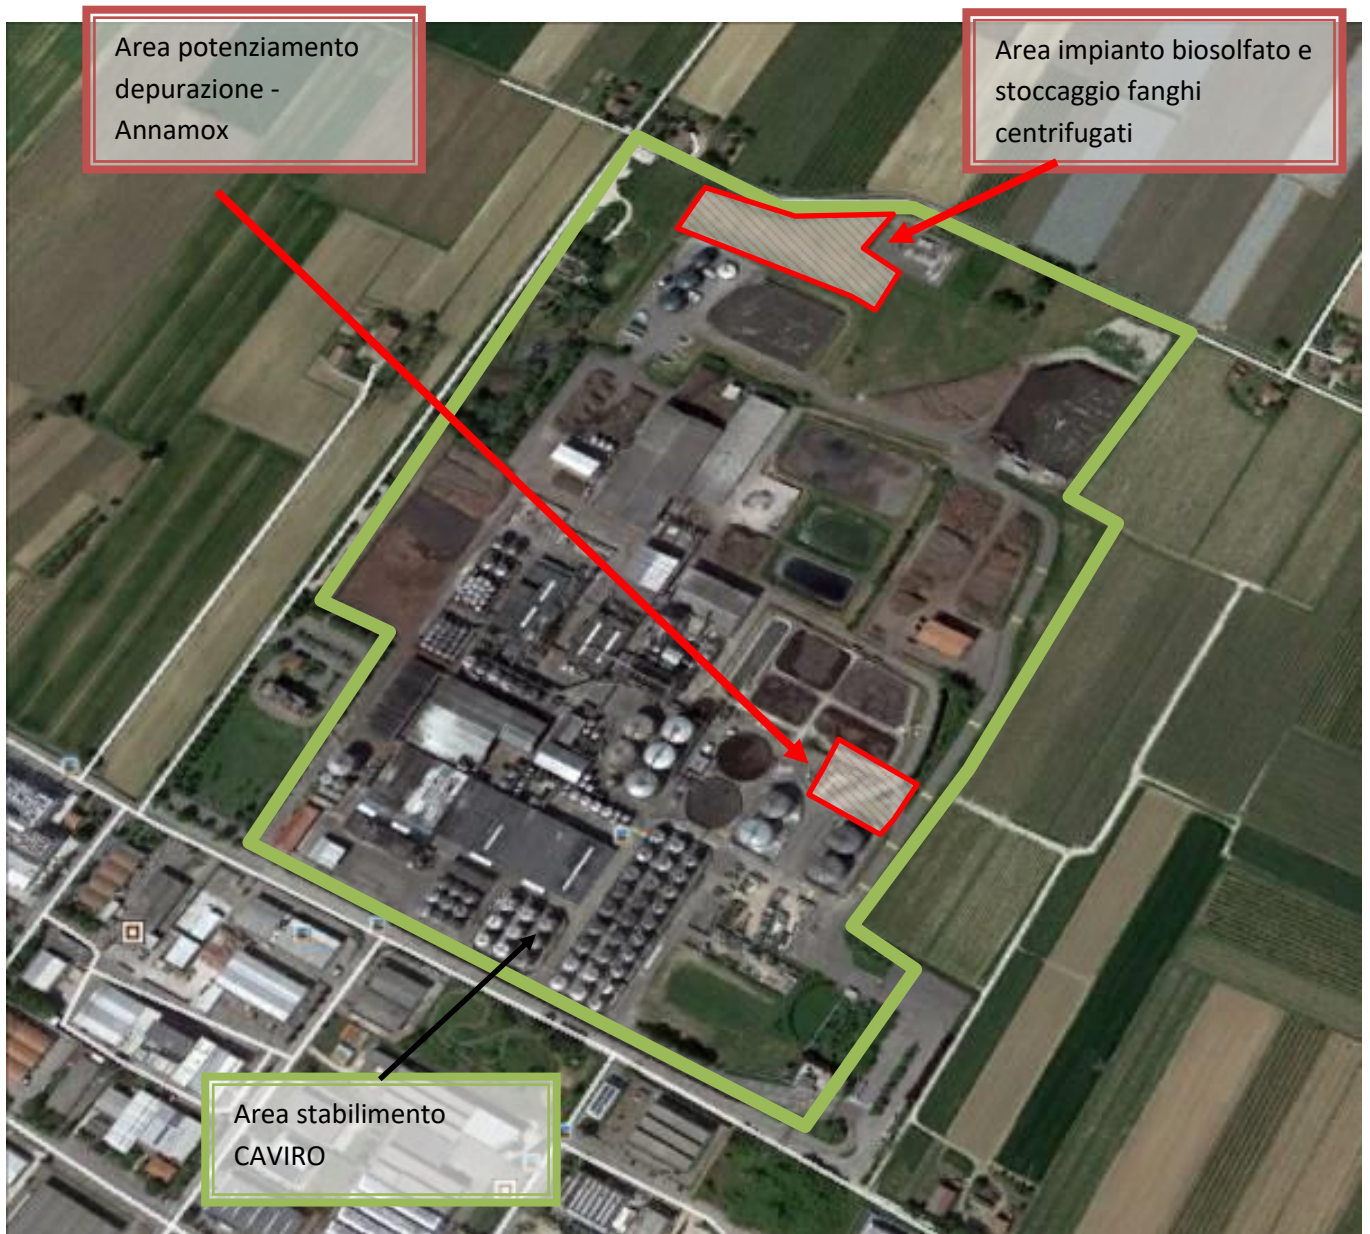 Area potenziamento
depurazione -
Annamox
Area impianto biosolfato e
stoccaggio fanghi
centrifugati
Area stabilimento
CAVIRO